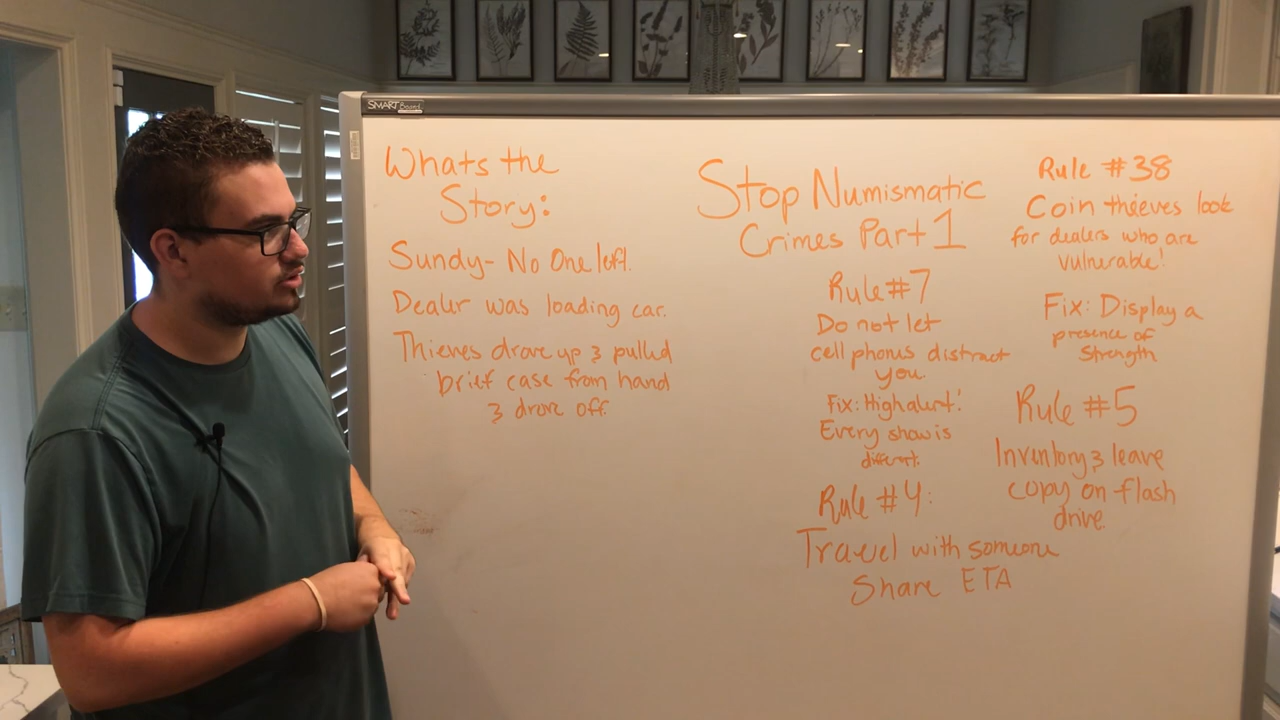 SMART Board
Whats the
Story:
Sundy- No One left.
Dealer was loading car.
Thieves drove up & pulled
brief case from hand
& drove off.
Stop Numismatic
Crimes Part 1
Rule #7
Do not let
cell phones distract
you
Fix: High alert!
Every show is
different.
Rule #4:
Travel with someone
Share ETA
Rule #38
Coin thieves look
for dealers who are
vulnerable!
Fix: Display a
presence of
Strength
Rule #5
Inventory & leave
copy on flash
drive.